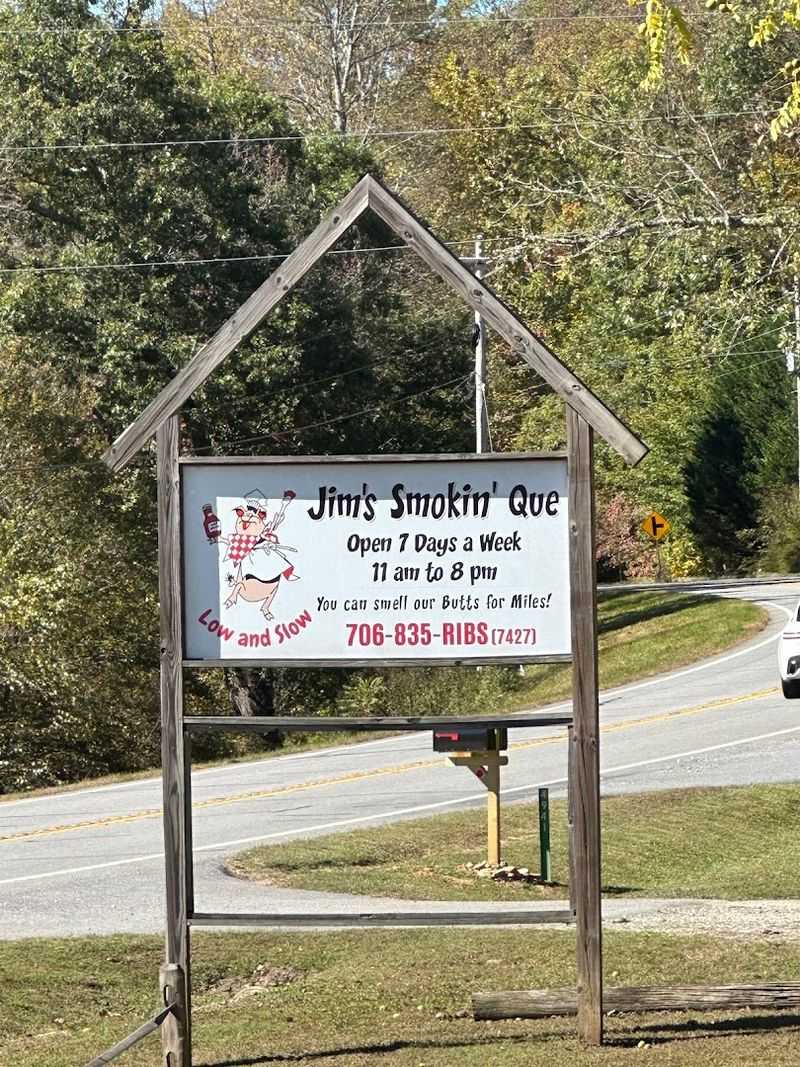 Jim's Smokin' Que
Open 7 Days a Week
11 am to 8 pm
You can smell our Butts for Miles!
706-835-RIBS (7427)
Low and Slow
4941